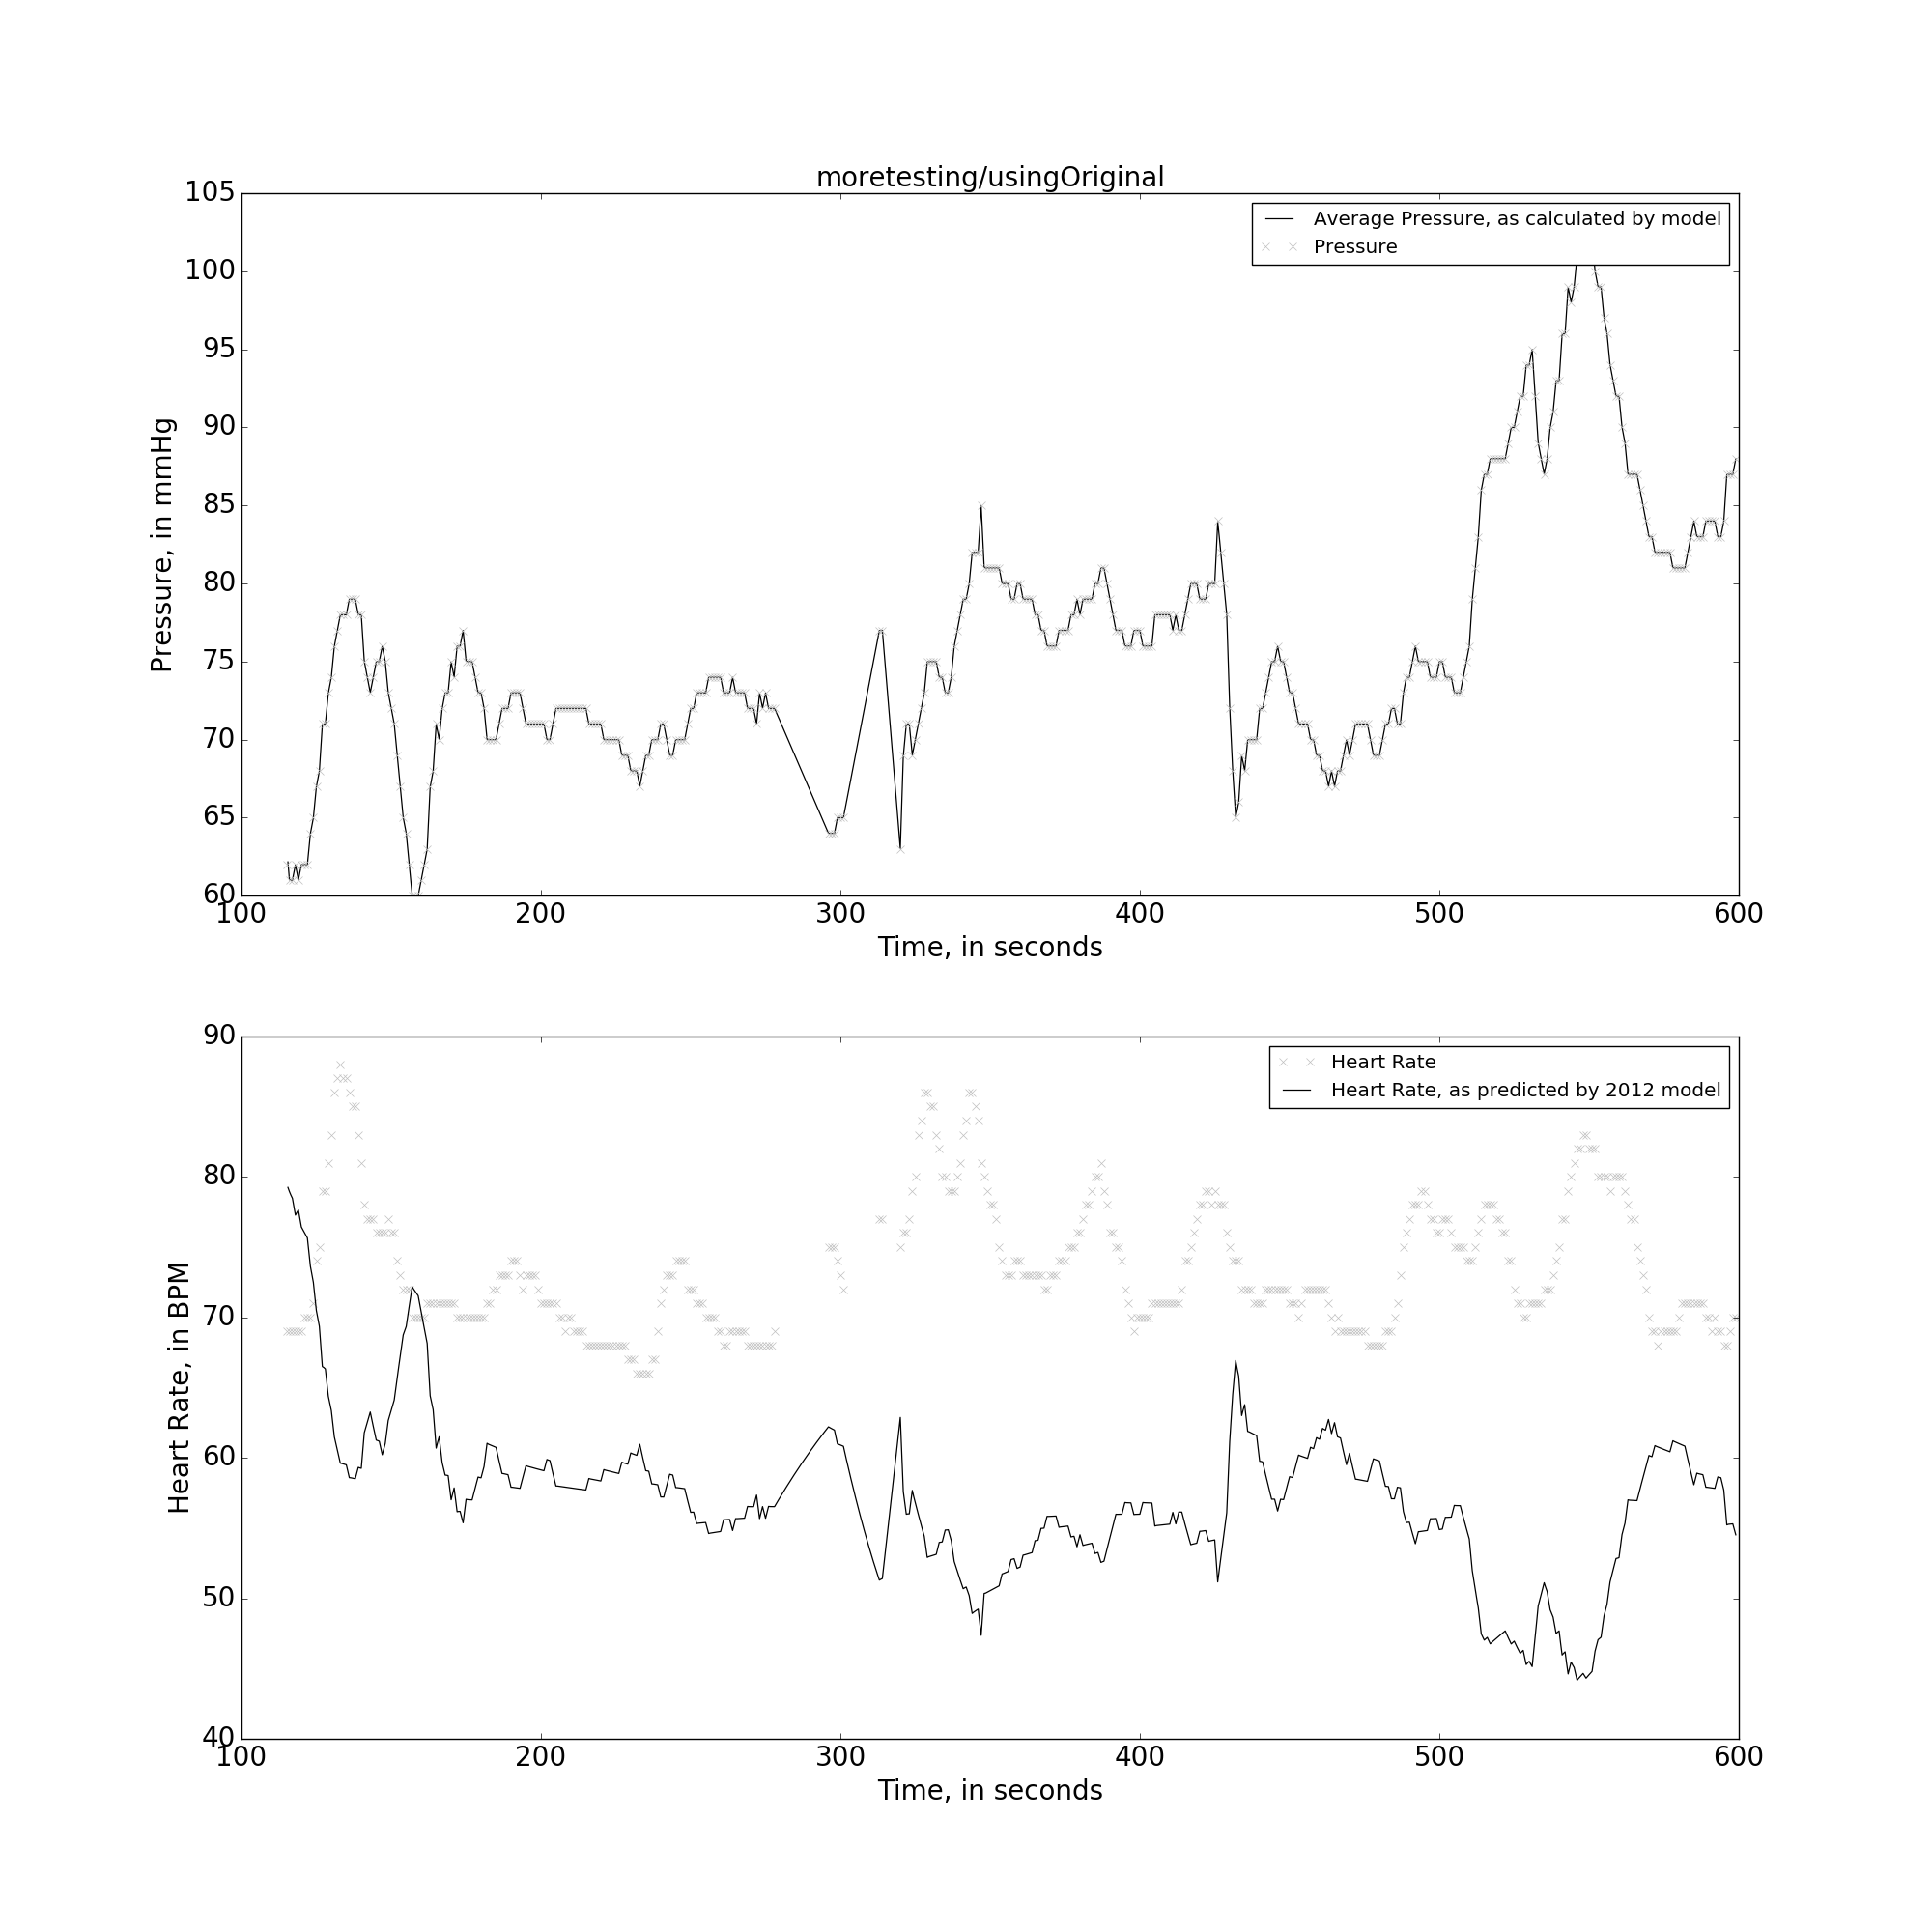 moretesting/usingOriginal
105
100
95
90
85
80
75
70
65
60
Pressure, in mmHg
Average Pressure, as calculated by model
Pressure
100 200 300 400 500 600
Time, in seconds
90
80
70
60
50
40
Heart Rate, in BPM
Heart Rate
Heart Rate, as predicted by 2012 model
100 200 300 400 500 600
Time, in seconds